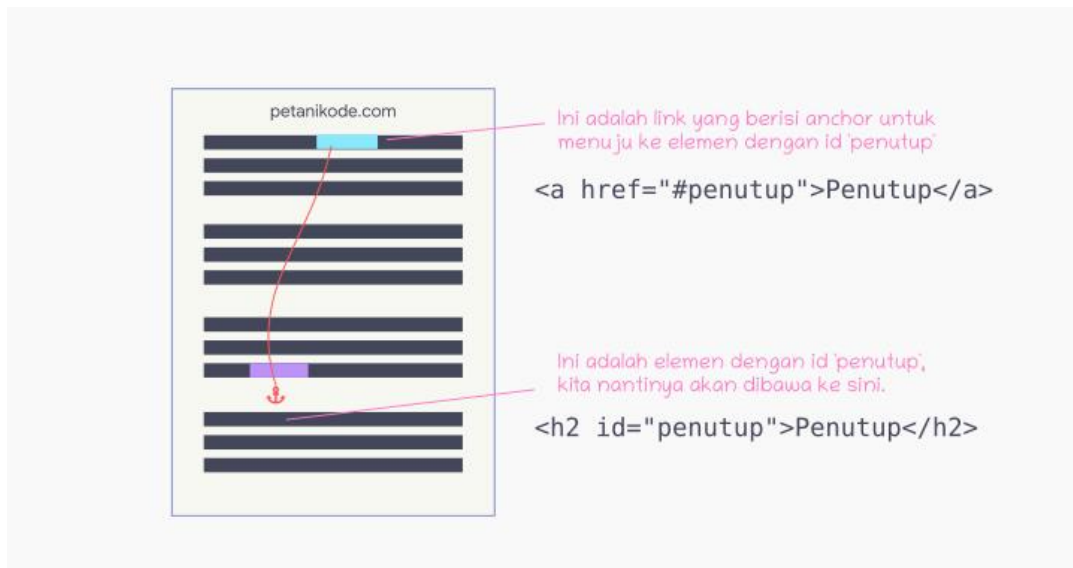 petanikode.com
Ini adalah link yang berisi anchor untuk
menuju ke elemen dengan id 'penutup'
<a href="#penutup">Penutup</a>
Ini adalah elemen dengan id 'penutup',
kita nantinya akan dibawa ke sini.
<h2 id="penutup">Penutup</h2>